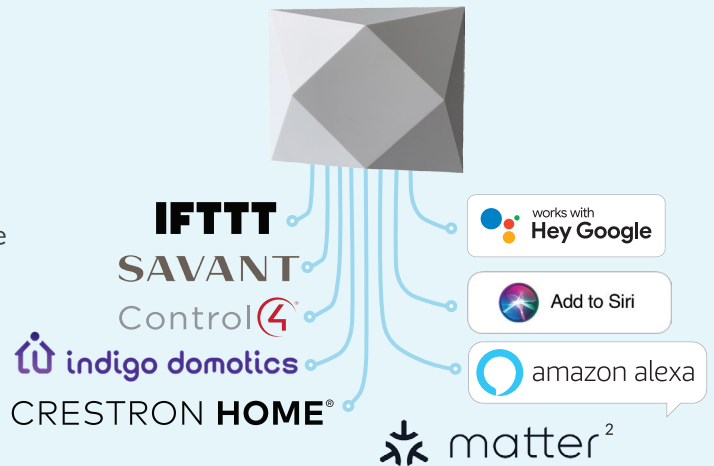 IFTTT
e
SAVANT
Control4®
indigo domotics
CRESTRON HOME®
works with
Hey Google
Add to Siri
amazon alexa
matter²